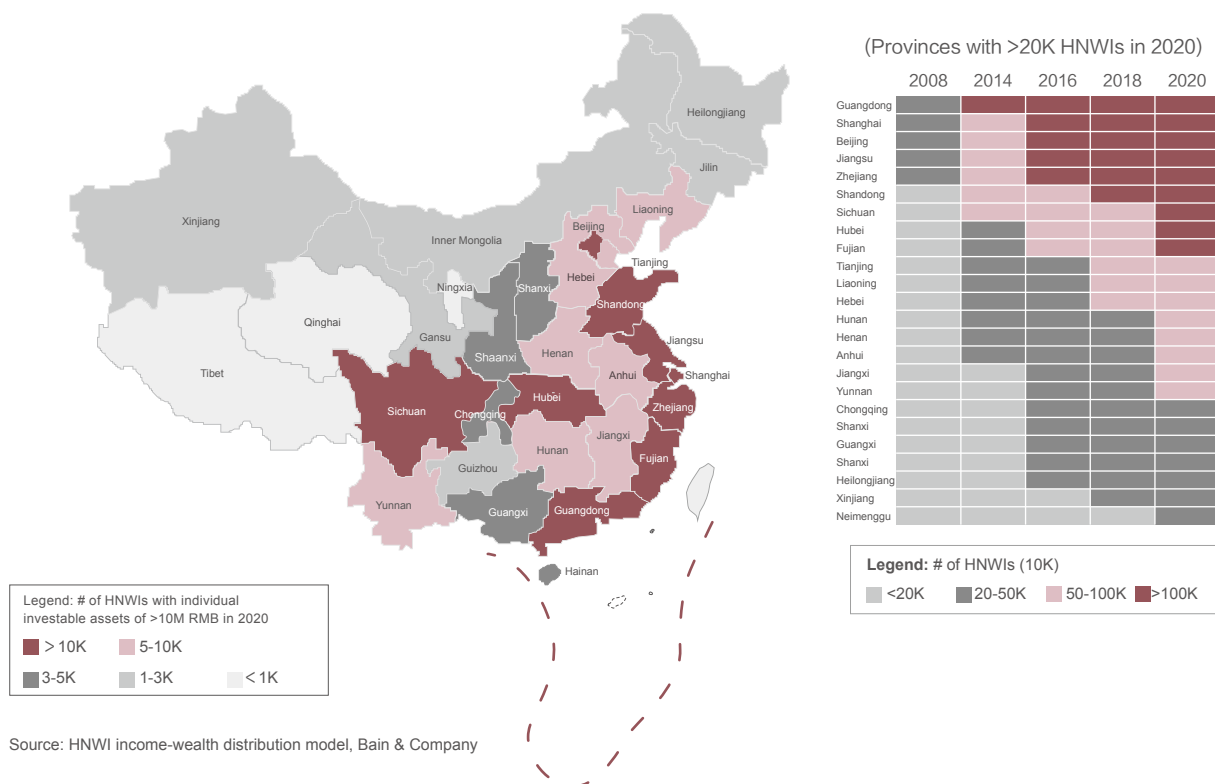 Heilongjiang
Jilin
Xinjiang
Liaoning
Inner Mongolia
Beijing
Tianjing
Ningxia
Hebei
Shanxi
Shandong
Qinghai
Gansu
Jiangsu
Shaanxi
Henan
Tibet
Anhui
Shanghai
Sichuan
Hubei
Chongqing
Zhejiang
Jiangxi
Hunan
Guizhou
Fujian
Yunnan
Guangxi
Guangdong
Hainan
Legend: # of HNWIs with individual
investable assets of >10M RMB in 2020
> 10K 5-10K
3-5K 1-3K < 1K
Source: HNWI income-wealth distribution model, Bain & Company
(Provinces with >20K HNWIs in 2020)
2008 2014 2016 2018 2020
Guangdong
Shanghai
Beijing
Jiangsu
Zhejiang
Shandong
Sichuan
Hubei
Fujian
Tianjing
Liaoning
Hebei
Hunan
Henan
Anhui
Jiangxi
Yunnan
Chongqing
Shanxi
Guangxi
Shanxi
Heilongjiang
Xinjiang
Neimenggu
Legend: # of HNWIs (10K)
<20K 20-50K 50-100K >100K